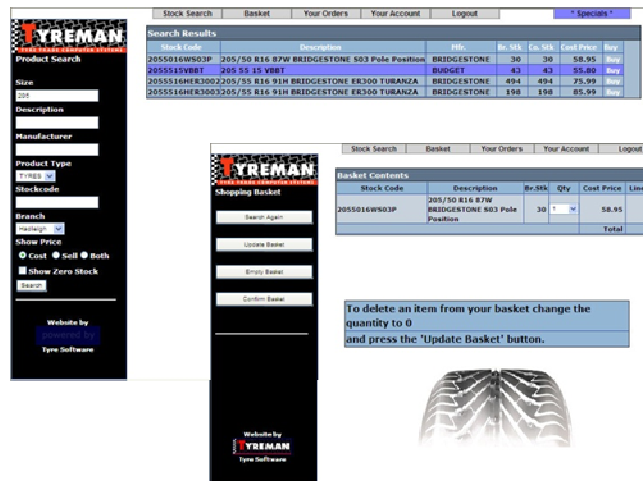 Stock Search Basket Your Orders Your Account Logout * Specials *
TYREMAN
TYRE TRADE COMPUTER SYSTEMS
Product Search
Size
205
Description
Manufacturer
Product Type
TYRES
Stockcode
Branch
Hadleigh
Show Price
Cost Sell Both
Show Zero Stock
Search
Website by
powered by
Tyre Software
Search Results
Stock Code Description Mfr. Br. Stk Co. Stk Cost Price Buy
2055016WS03P 205/50 R16 87W BRIDGESTONE S03 Pole Position BRIDGESTONE 30 30 58.95 Buy
2055515VBBT 205 55 15 VBBT BUDGET 43 43 55.80 Buy
2055516HER3002 205/55 R16 91H BRIDGESTONE ER300 TURANZA BRIDGESTONE 494 494 75.99 Buy
2055516HER3003 205/55 R16 91H BRIDGESTONE ER300 TURANZA BRIDGESTONE 198 198 85.99 Buy
Stock Search Basket Your Orders Your Account Logout
TYREMAN
TYRE TRADE COMPUTER SYSTEMS
Shopping Basket
Search Again
Update Basket
Empty Basket
Confirm Basket
Website by
TYREMAN
Tyre Software
Basket Contents
Stock Code Description Br.Stk Qty Cost Price Line
2055016WS03P 205/50 R16 87W BRIDGESTONE S03 Pole Position 30 1 58.95
Total
To delete an item from your basket change the
quantity to 0
and press the 'Update Basket' button.